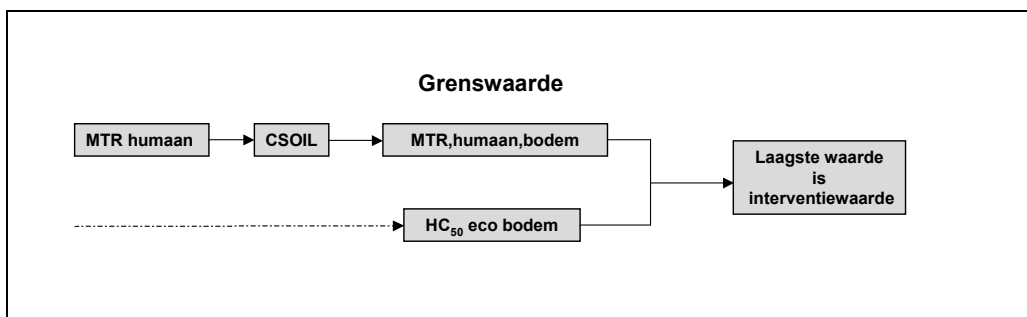 Grenswaarde
MTR humaan
CSOIL
MTR,humaan,bodem
Laagste waarde
is
interventiewaarde
HC50 eco bodem